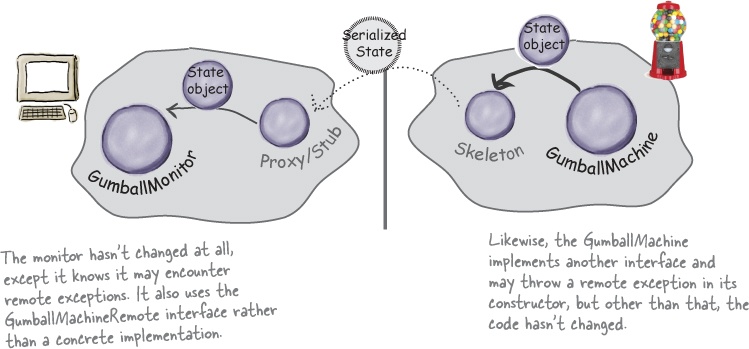 Serialized
State
State
object
State
object
Proxy/Stub
GumballMonitor
Skeleton
GumballMachine
The monitor hasn't changed at all,
except it knows it may encounter
remote exceptions. It also uses the
GumballMachineRemote interface rather
than a concrete implementation.
Likewise, the GumballMachine
implements another interface and
may throw a remote exception in its
constructor, but other than that, the
code hasn't changed.